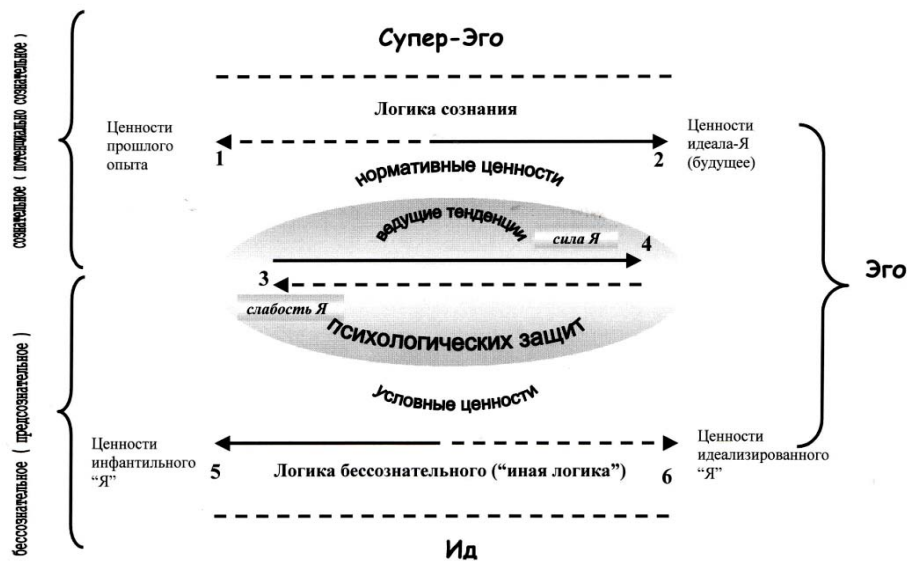 Супер-Эго
сознательное ( потенциально сознательное )
Логика сознания
Ценности
прошлого
опыта
1
2
Ценности
идеала-Я
(будущее)
нормативные ценности
ведущие тенденции
сила Я
4
3
Эго
слабость Я
психологических защит
условные ценности
бессознательное ( предсознательное )
Ценности
инфантильного
“Я”
5
Логика бессознательного (“иная логика”)
6
Ценности
идеализированного
“Я”
Ид